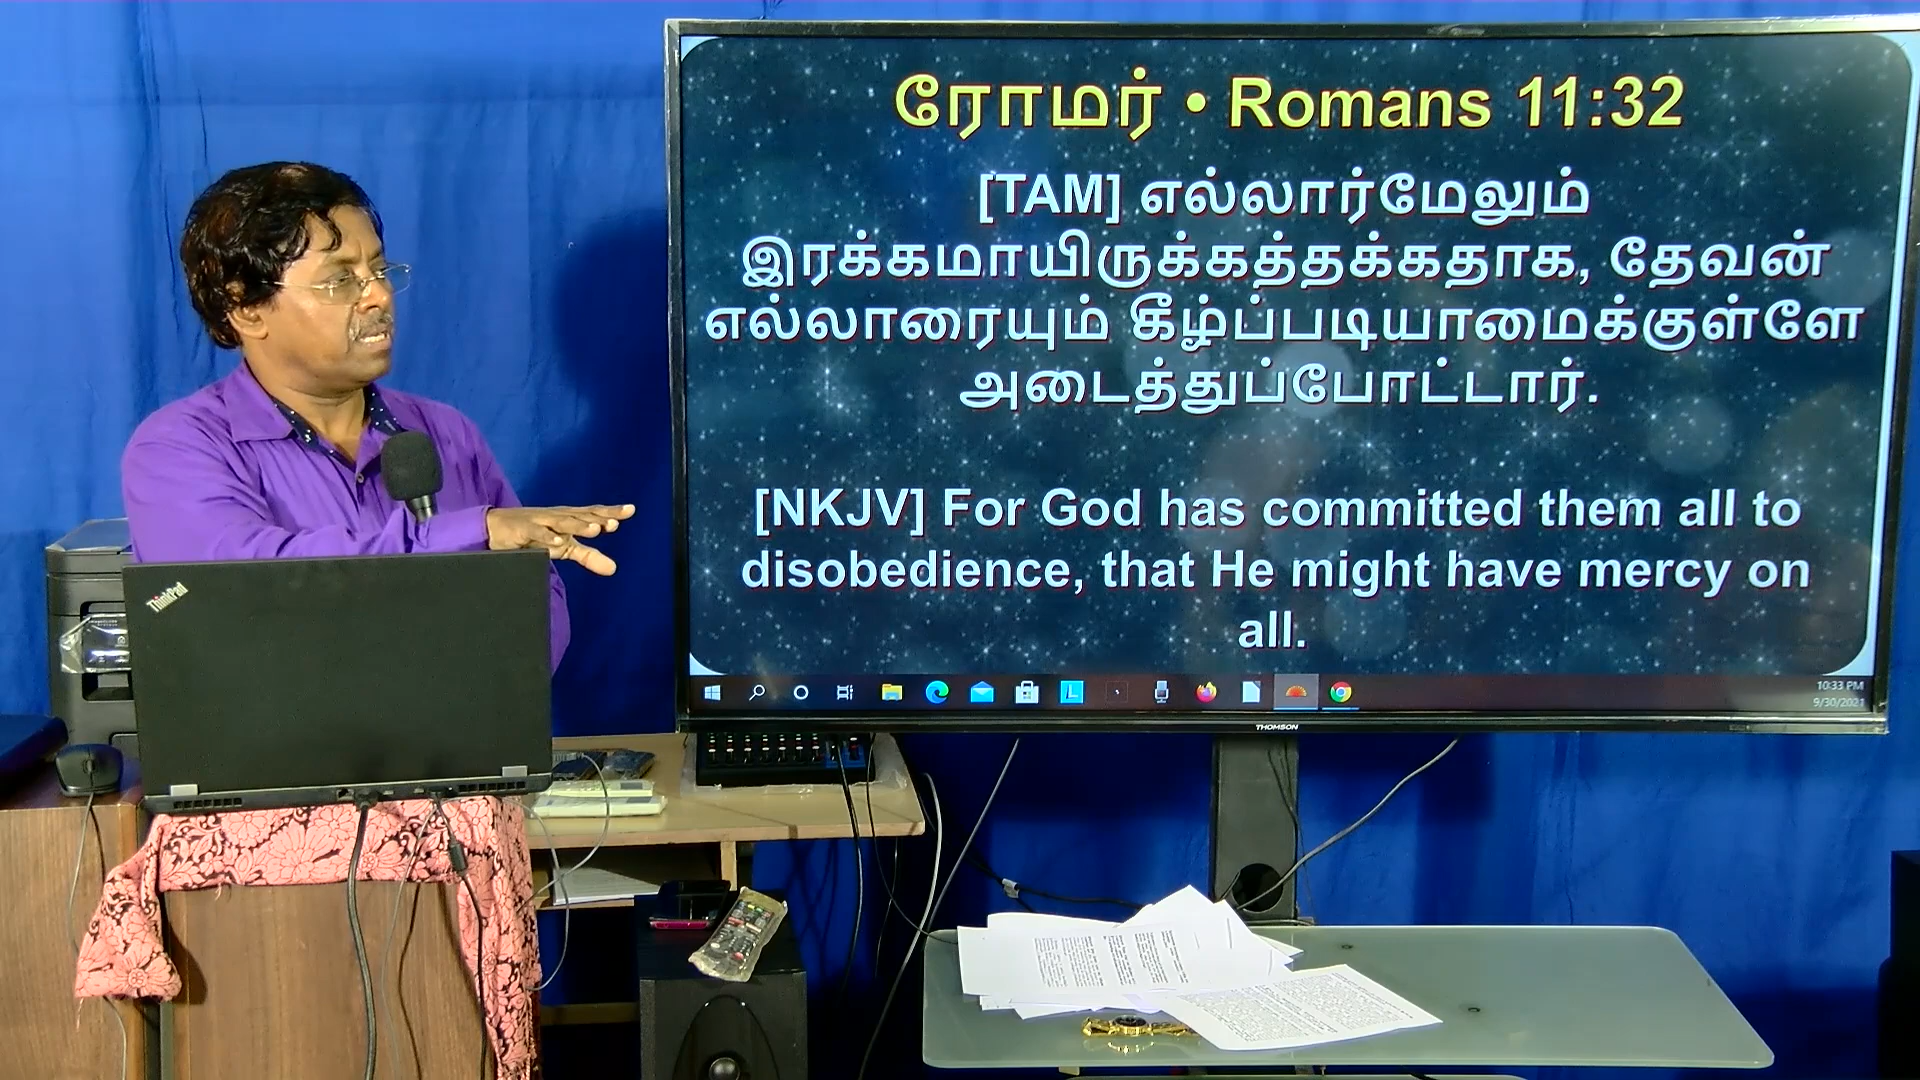 ரோமர் • Romans 11:32
[TAM] எல்லார்மேலும்
இரக்கமாயிருக்கத்தக்கதாக, தேவன்
எல்லாரையும் கீழ்ப்படியாமைக்குள்ளே
அடைத்துப்போட்டார்.
[NKJV] For God has committed them all to
disobedience, that He might have mercy on
all.
10:33 PM
9/30/2021
THOMSON
ThinkPad